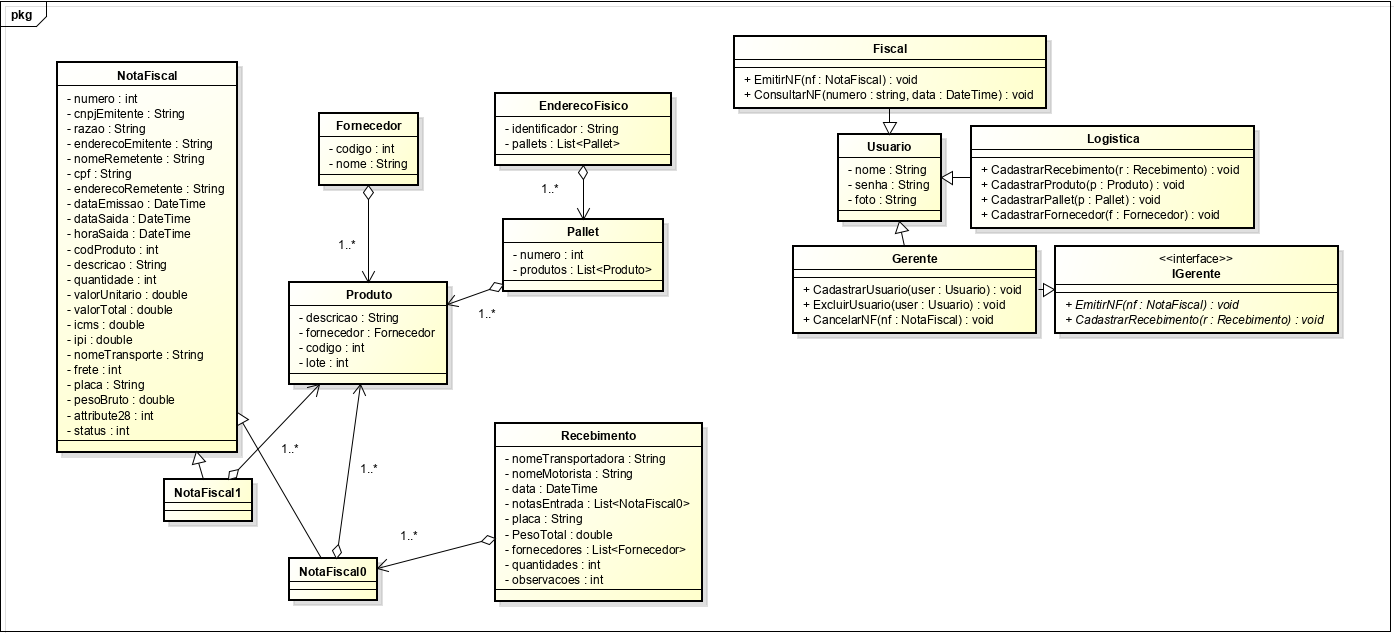 pkg
NotaFiscal
- numero : int
- cnpjEmitente : String
- razao : String
- enderecoEmitente : String
- nomeRemetente : String
- cpf : String
- enderecoRemetente : String
- dataEmissao : DateTime
- dataSaida : DateTime
- horaSaida : DateTime
- codProduto : int
- descricao : String
- quantidade : int
- valorUnitario : double
- valorTotal : double
- icms : double
- ipi : double
- nomeTransporte : String
- frete : int
- placa : String
- pesoBruto : double
- attribute28 : int
- status : int
NotaFiscal1
1..*
NotaFiscal0
1..*
Fornecedor
- codigo : int
- nome : String
1..*
Produto
- descricao : String
- fornecedor : Fornecedor
- codigo : int
- lote : int
EnderecoFisico
- identificador : String
- pallets : List<Pallet>
1..*
Pallet
- numero : int
- produtos : List<Produto>
1..*
Recebimento
- nomeTransportadora : String
- nomeMotorista : String
- data : DateTime
- notasEntrada : List<NotaFiscal0>
- placa : String
- PesoTotal : double
- fornecedores : List<Fornecedor>
- quantidades : int
- observacoes : int
1..*
Fiscal
+ EmitirNF(nf : NotaFiscal) : void
+ ConsultarNF(numero : string, data : DateTime) : void
Usuario
- nome : String
- senha : String
- foto : String
Logistica
+ CadastrarRecebimento(r : Recebimento) : void
+ CadastrarProduto(p : Produto) : void
+ CadastrarPallet(p : Pallet) : void
+ CadastrarFornecedor(f : Fornecedor) : void
Gerente
+ CadastrarUsuario(user : Usuario) : void
+ ExcluirUsuario(user : Usuario) : void
+ CancelarNF(nf : NotaFiscal) : void
<<interface>>
IGerente
+ EmitirNF(nf : NotaFiscal) : void
+ CadastrarRecebimento(r : Recebimento) : void